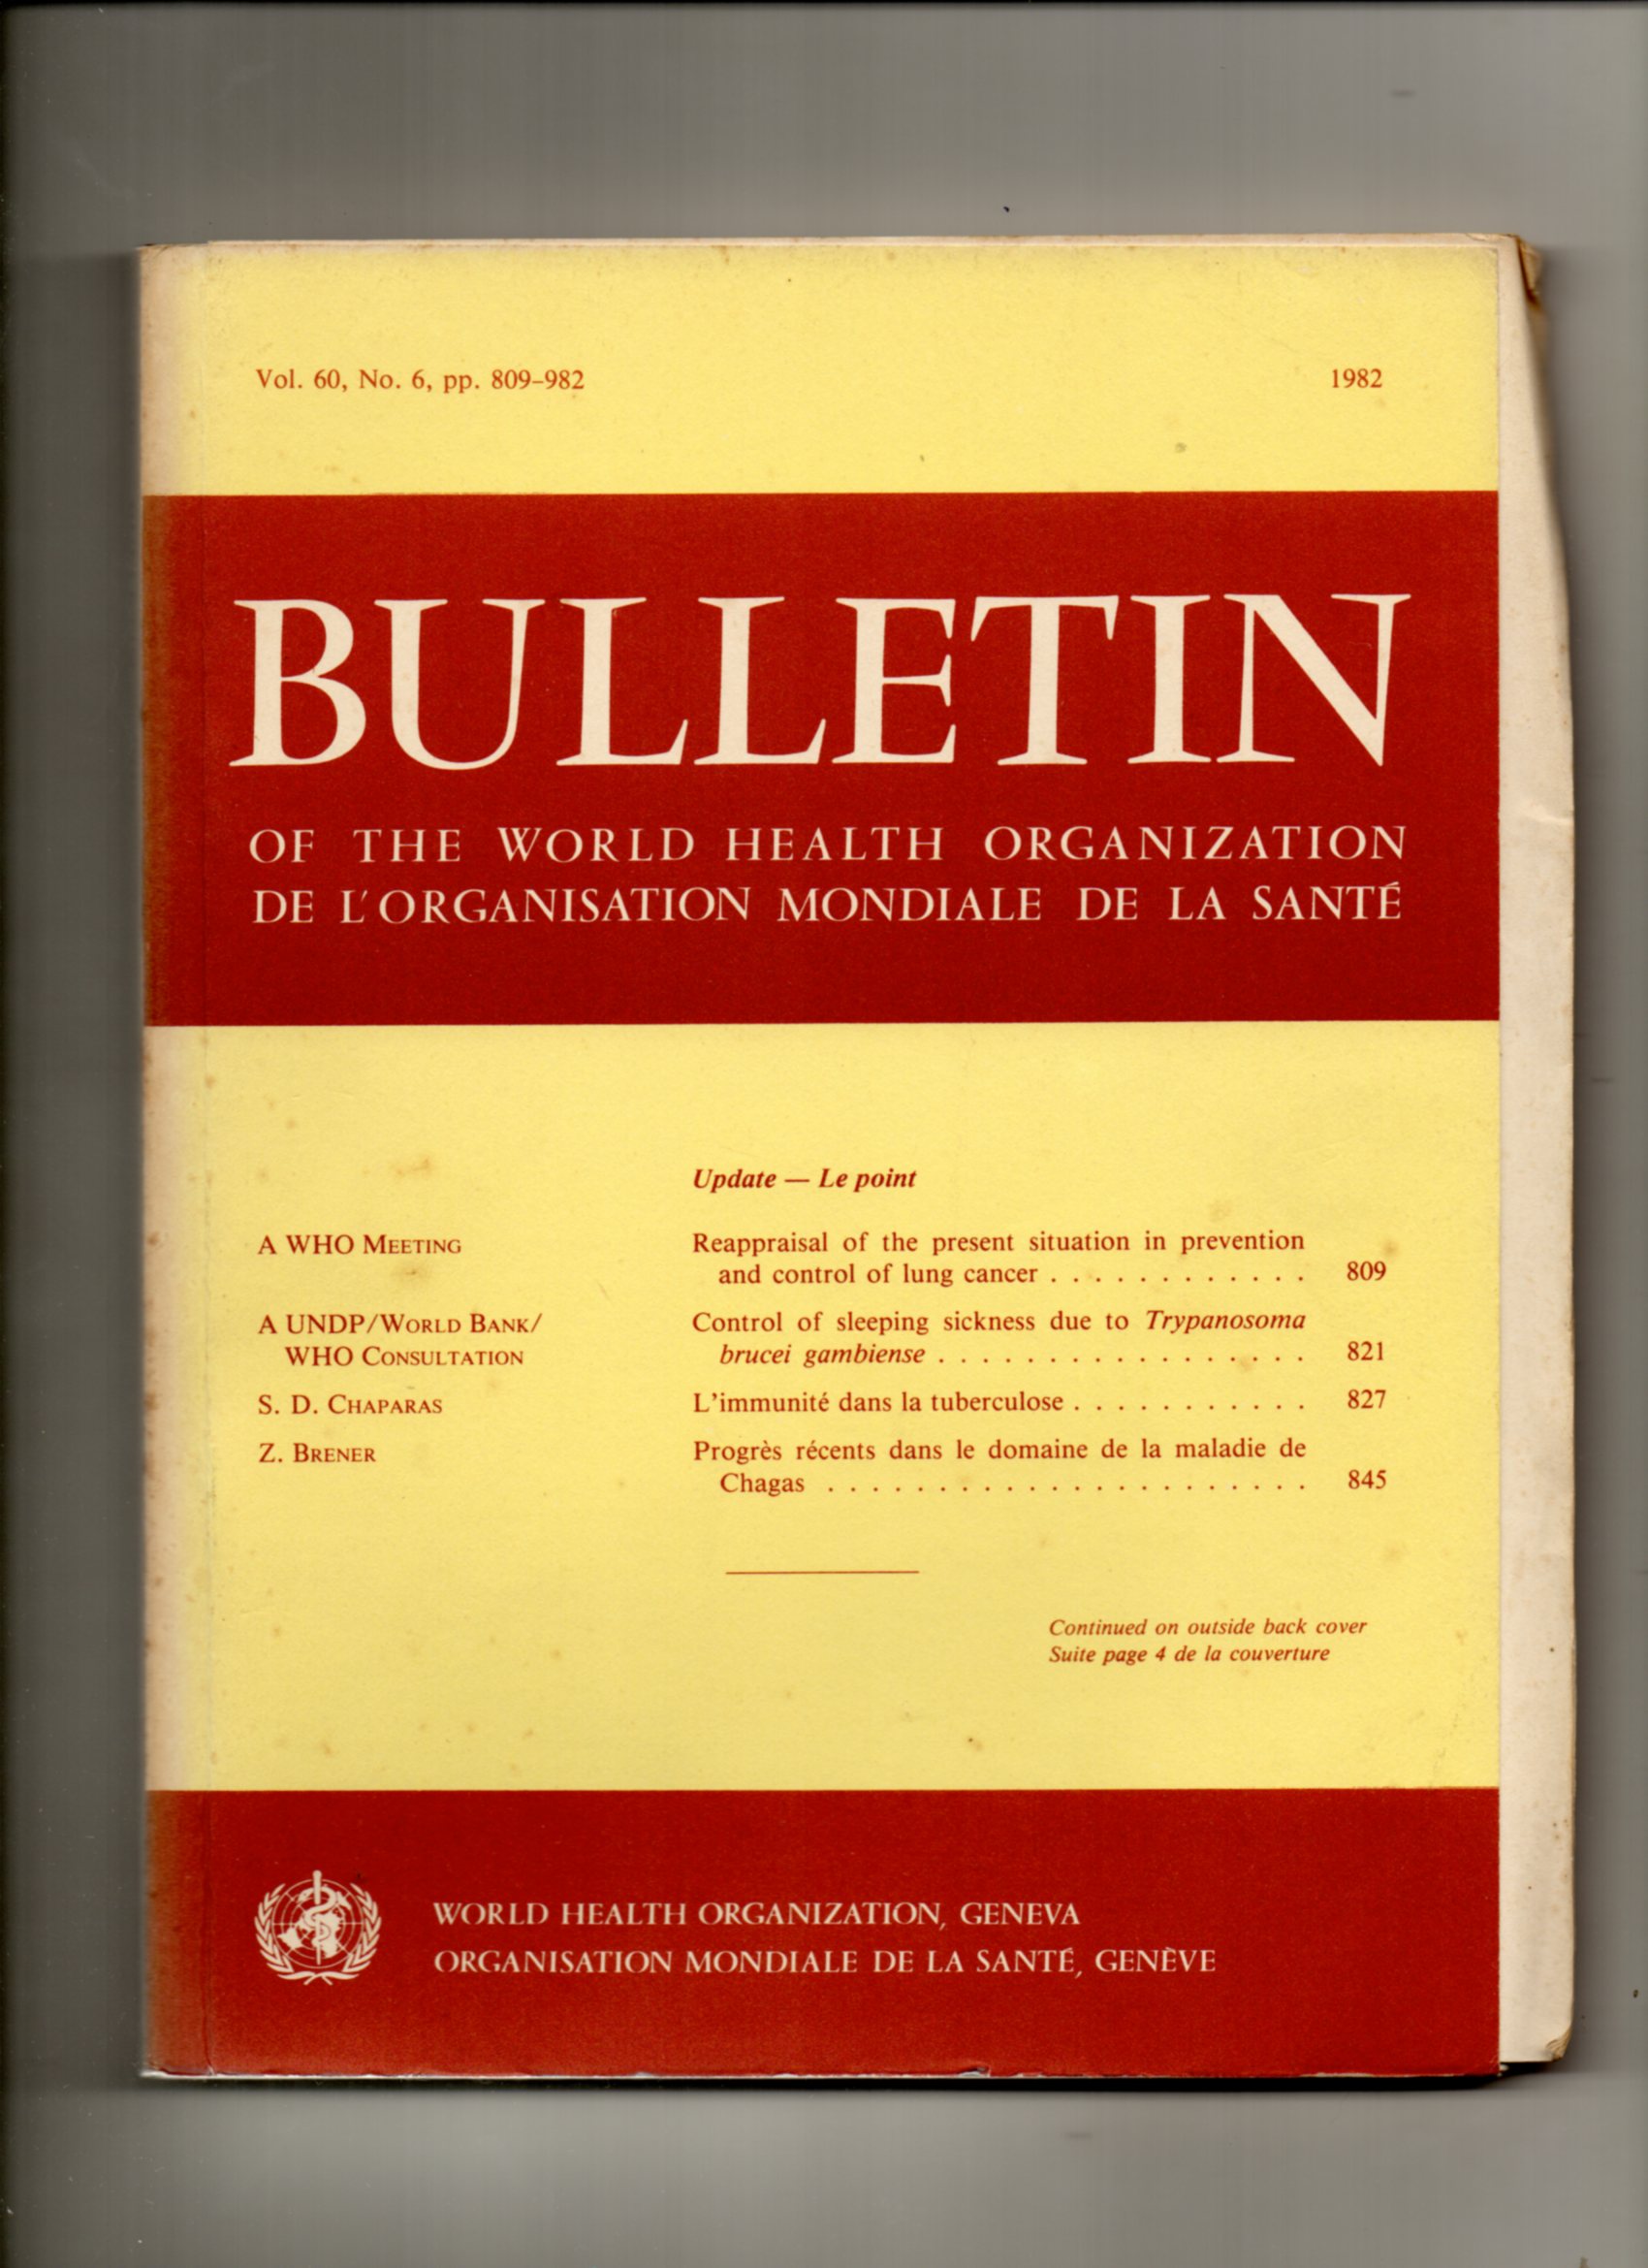 Vol. 60, No. 6, pp. 809–982 1982
BULLETIN
OF THE WORLD HEALTH ORGANIZATION
DE L'ORGANISATION MONDIALE DE LA SANTÉ
Update — Le point
A WHO MEETING Reappraisal of the present situation in prevention
and control of lung cancer . . . . . . . . . . . . 809
A UNDP/WORLD BANK/ Control of sleeping sickness due to Trypanosoma
WHO CONSULTATION brucei gambiense . . . . . . . . . . . . . . . . . 821
S. D. CHAPARAS L'immunité dans la tuberculose . . . . . . . . . . . 827
Z. BRENER Progrès récents dans le domaine de la maladie de
Chagas . . . . . . . . . . . . . . . . . . . . . . 845
Continued on outside back cover
Suite page 4 de la couverture
WORLD HEALTH ORGANIZATION, GENEVA
ORGANISATION MONDIALE DE LA SANTÉ, GENÈVE